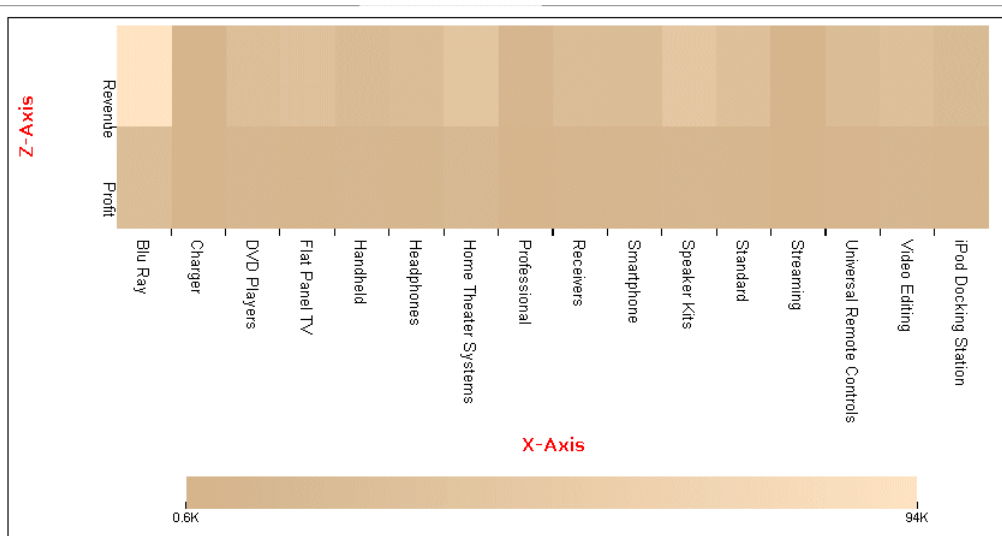 Z-Axis
Revenue
Profit
Blu Ray
Charger
DVD Players
Flat Panel TV
Handheld
Headphones
Home Theater Systems
Professional
Receivers
Smartphone
Speaker Kits
Standard
Streaming
Universal Remote Controls
Video Editing
iPod Docking Station
X-Axis
0.6K
94K